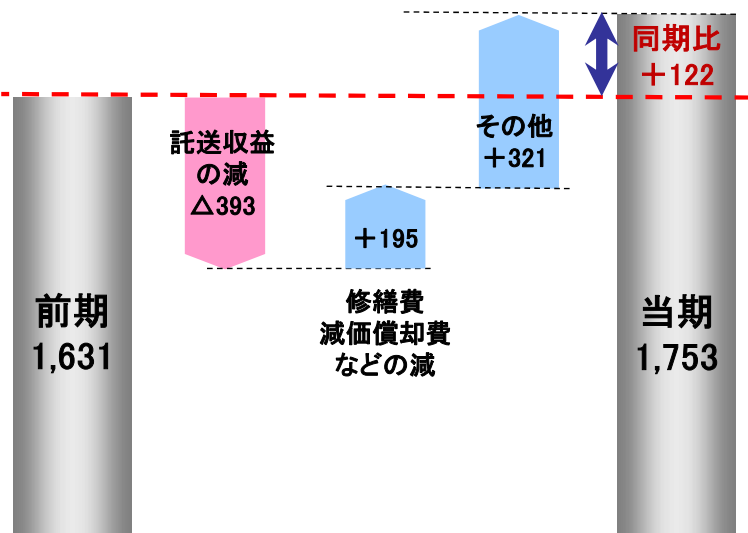 同期比
＋122
託送収益
の減
△393
その他
＋321
＋195
修繕費
減価償却費
などの減
前期
1,631
当期
1,753